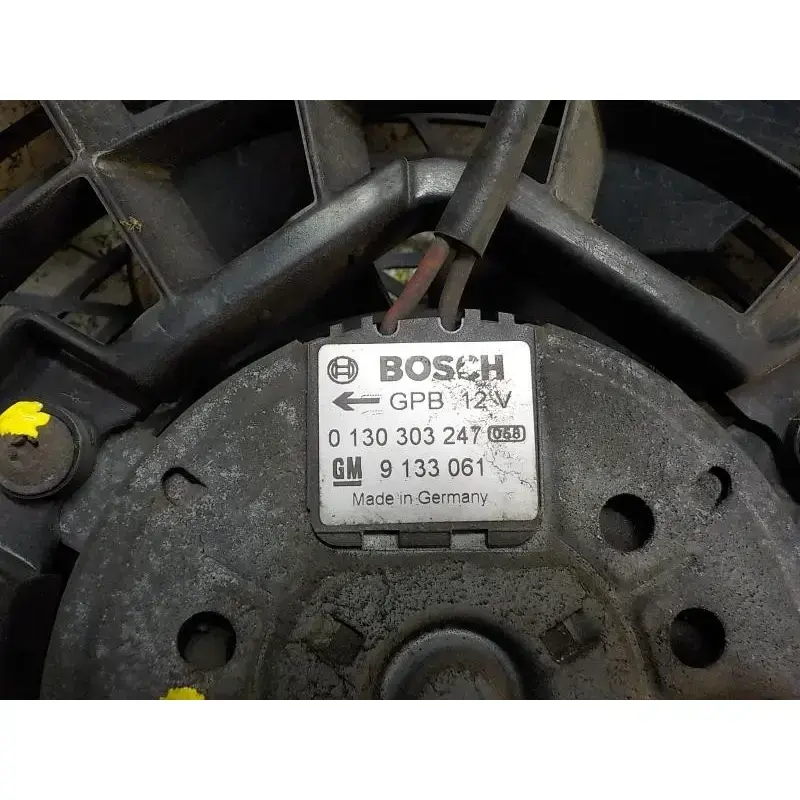 BOSCH
GPB 12 V
0 130 303 247 058
GM 9 133 061
Made in Germany